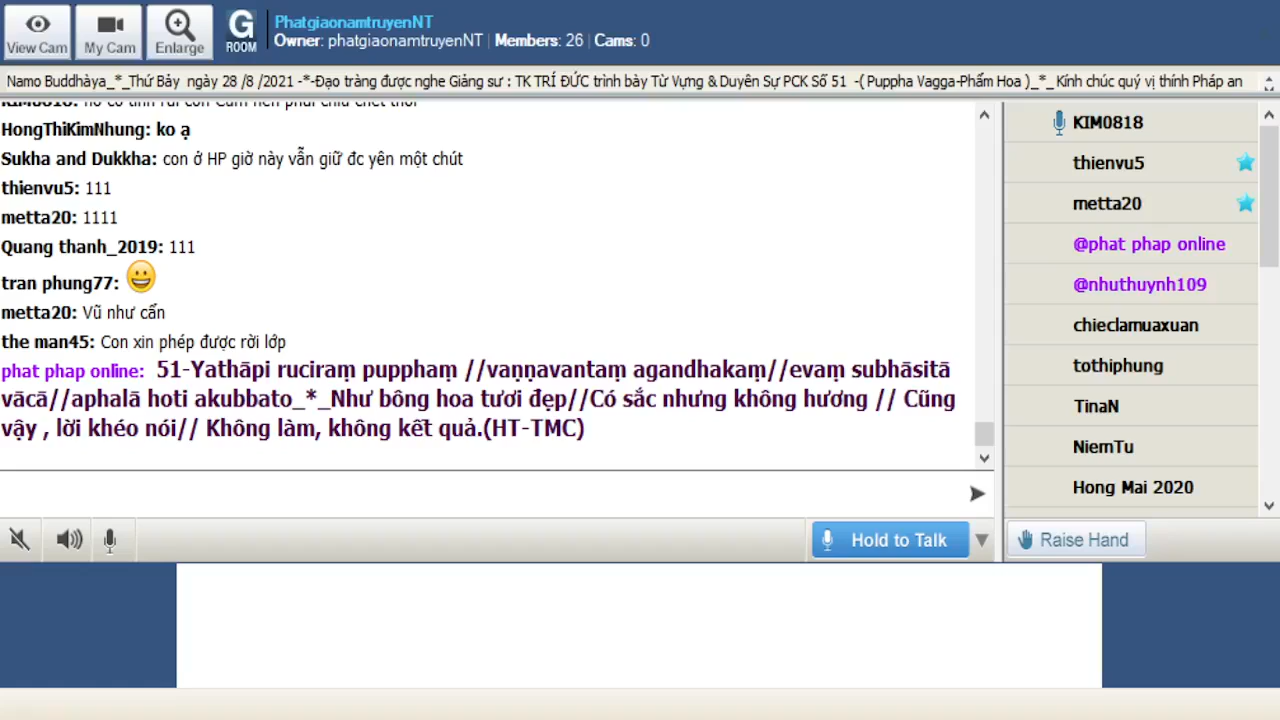 View Cam
My Cam
Enlarge
G
ROOM
PhatgiaonamtruyenNT
Owner: phatgiaonamtruyenNT | Members: 26 | Cams: 0
Namo Buddhàya_*_Thứ Bảy ngày 28 /8 /2021 -*-Đạo tràng được nghe Giảng sư : TK TRÍ ĐỨC trình bày Từ Vựng & Duyên Sự PCK Số 51 -( Puppha Vagga-Phẩm Hoa )_*_Kính chúc quý vị thính Pháp an
HongThiKimNhung: ko ạ
Sukha and Dukkha: con ở HP giờ này vẫn giữ đc yên một chút
thienvu5: 111
metta20: 1111
Quang thanh_2019: 111
tran phung77:
metta20: Vũ như cẩn
the man45: Con xin phép được rời lớp
phat phap online: 51-Yathāpi ruciraṃ pupphaṃ //vaṇṇavantaṃ agandhakaṃ//evaṃ subhāsitā
vācā//aphalā hoti akubbato_*_Như bông hoa tươi đẹp//Có sắc nhưng không hương // Cũng
vậy , lời khéo nói// Không làm, không kết quả.(HT-TMC)
Hold to Talk
KIM0818
thienvu5
metta20
@phat phap online
@nhuthuynh109
chieclamuaxuan
tothiphung
TinaN
NiemTu
Hong Mai 2020
Raise Hand